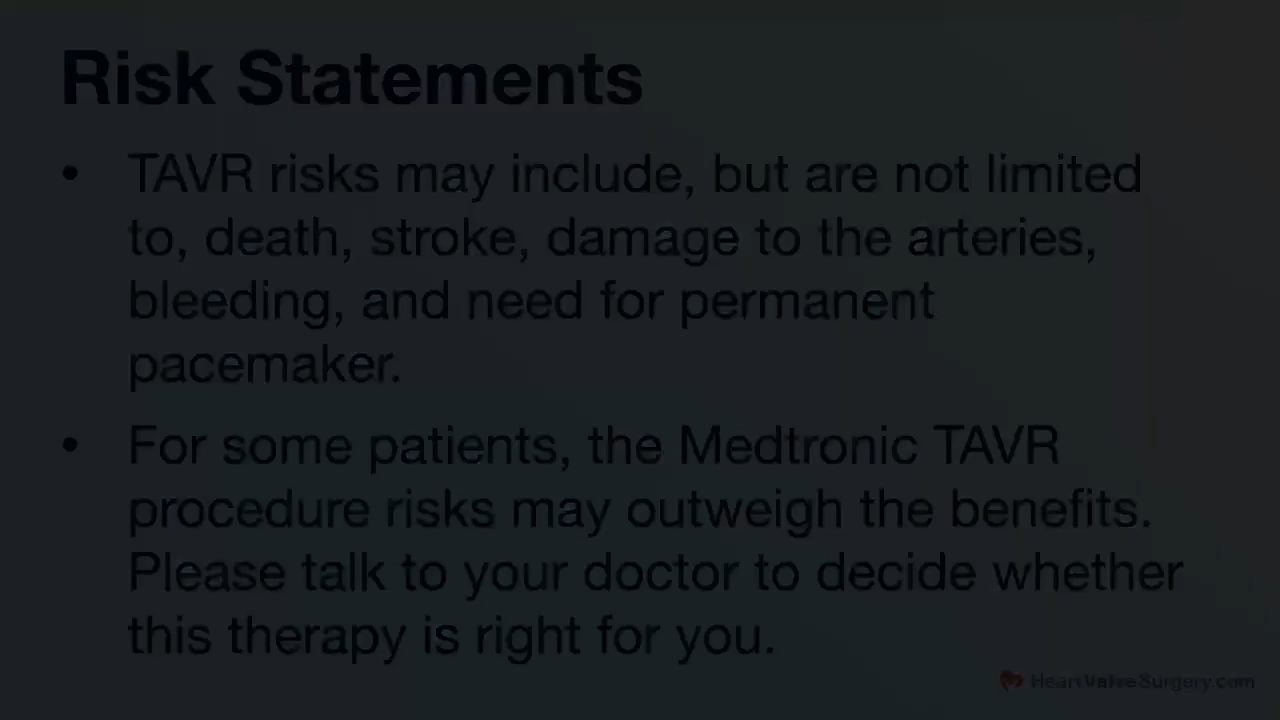 Risk Statements
• TAVR risks may include, but are not limited
to, death, stroke, damage to the arteries,
bleeding, and need for permanent
pacemaker.
• For some patients, the Medtronic TAVR
procedure risks may outweigh the benefits.
Please talk to your doctor to decide whether
this therapy is right for you.
HeartValveSurgery.com